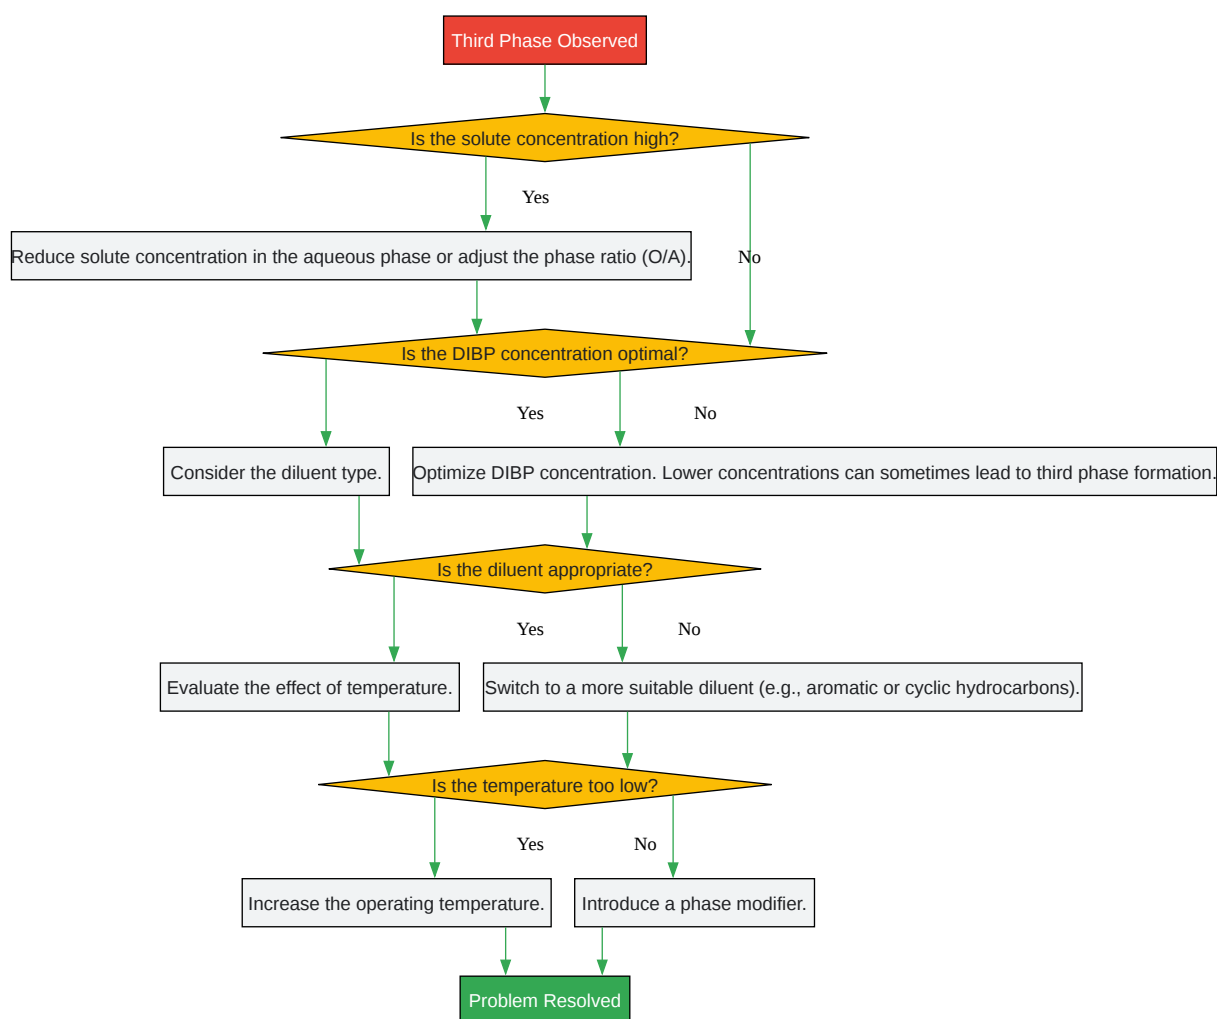 Third Phase Observed
Is the solute concentration high?
Yes
Reduce solute concentration in the aqueous phase or adjust the phase ratio (O/A).
No
Is the DIBP concentration optimal?
Yes
No
Consider the diluent type.
Optimize DIBP concentration. Lower concentrations can sometimes lead to third phase formation.
Is the diluent appropriate?
Yes
No
Evaluate the effect of temperature.
Switch to a more suitable diluent (e.g., aromatic or cyclic hydrocarbons).
Is the temperature too low?
Yes
No
Increase the operating temperature.
Introduce a phase modifier.
Problem Resolved